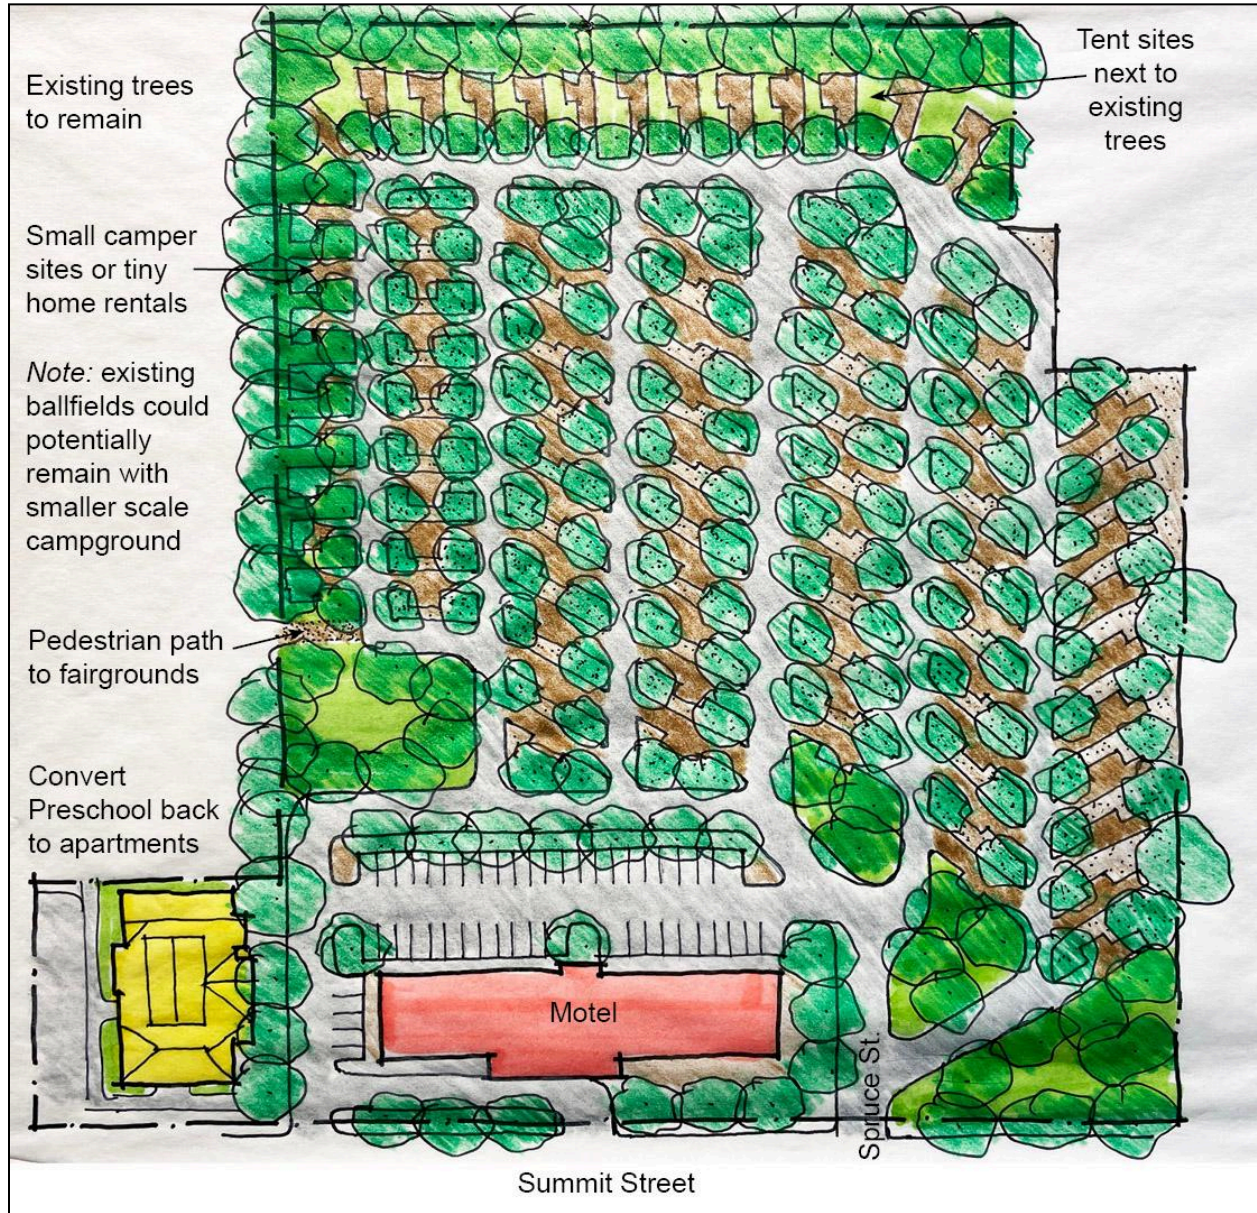 Existing trees
to remain
Tent sites
next to
existing
trees
Small camper
sites or tiny
home rentals
Note: existing
ballfields could
potentially
remain with
smaller scale
campground
Pedestrian path
to fairgrounds
Convert
Preschool back
to apartments
Motel
Spruce St.
Summit Street